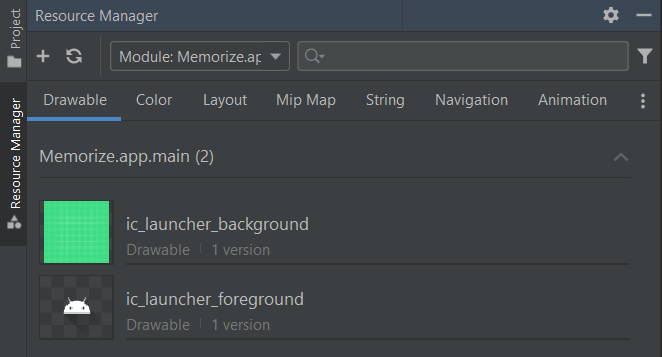 Resource Manager
Project
Resource Manager
Module: Memorize.ap
Drawable Color Layout Mip Map String Navigation Animation
Memorize.app.main (2)
ic_launcher_background
Drawable | 1 version
ic_launcher_foreground
Drawable | 1 version